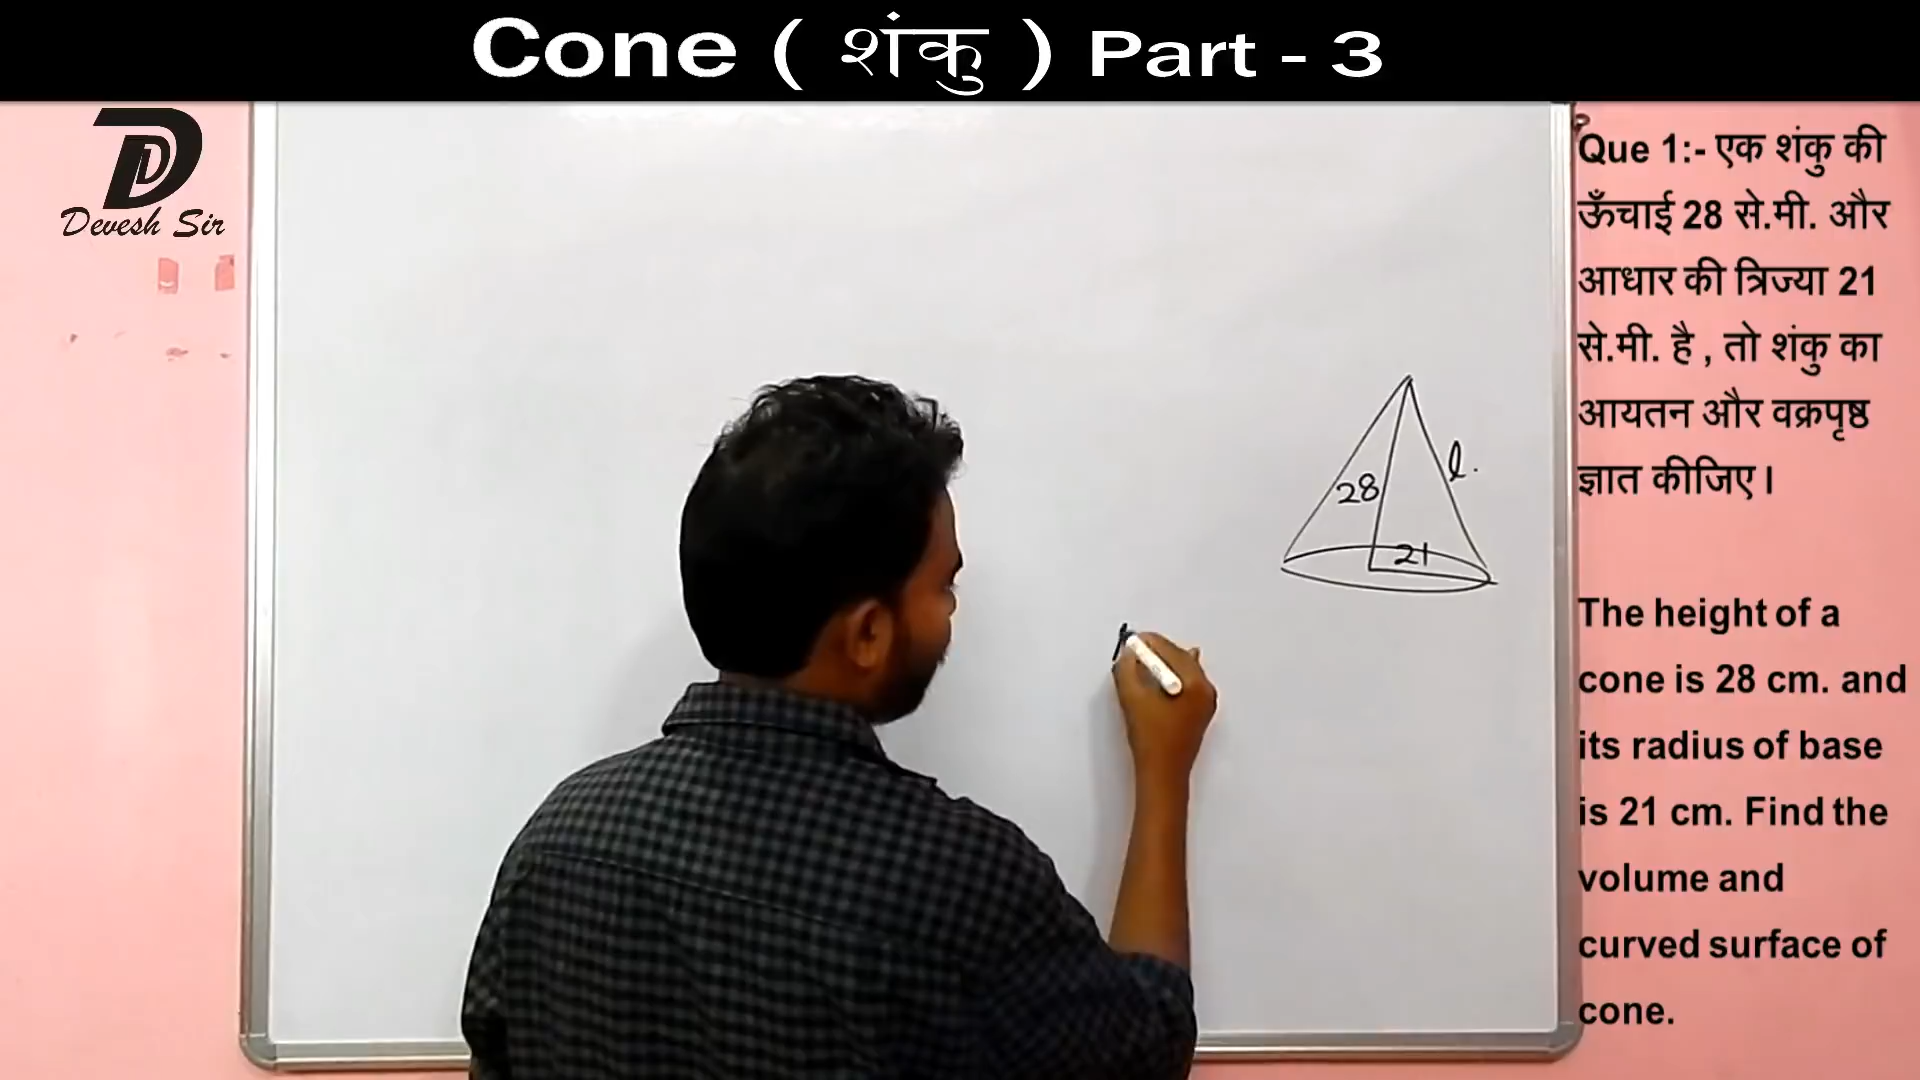 Cone ( शंकु ) Part - 3
D
Devesh Sir
Que 1:- एक शंकु की
ऊँचाई 28 से.मी. और
आधार की त्रिज्या 21
से.मी. है , तो शंकु का
आयतन और वक्रपृष्ठ
ज्ञात कीजिए।
The height of a
cone is 28 cm. and
its radius of base
is 21 cm. Find the
volume and
curved surface of
cone.
l.
28
21